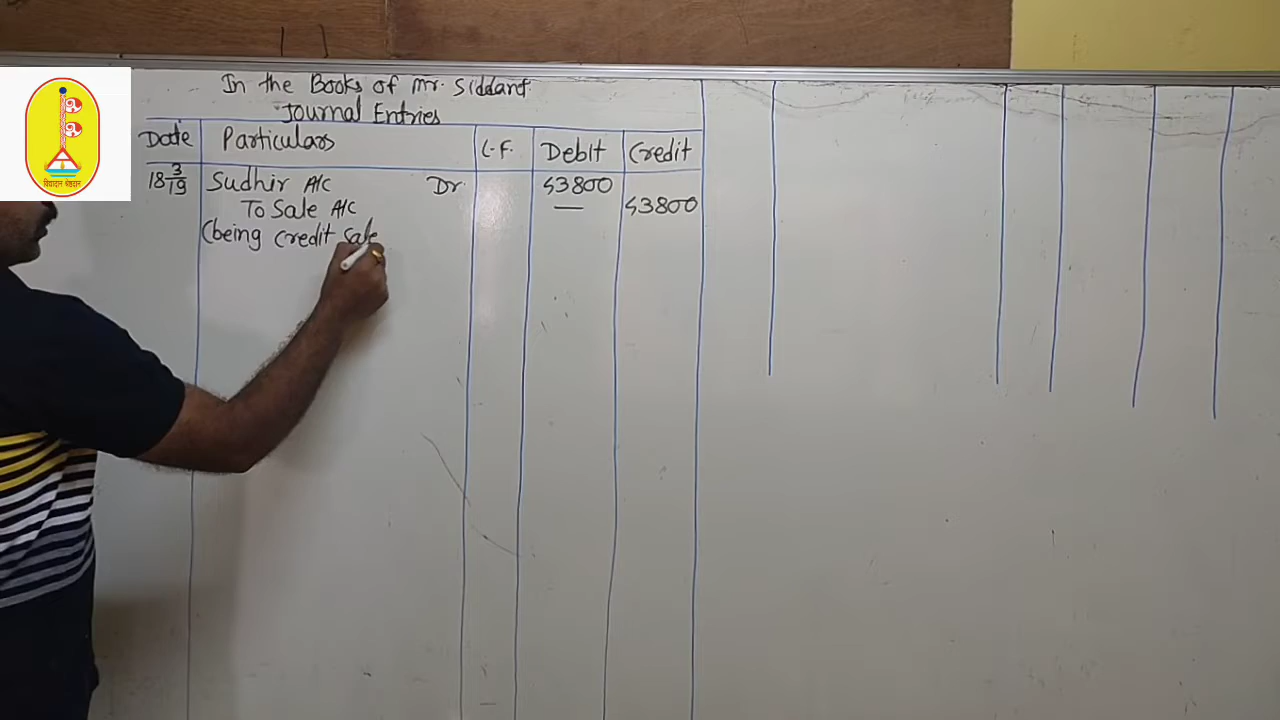 In the Books of Mr. Siddant
Journal Entries
Date Particulars L.F. Debit Credit
18 3/19 Sudhir A/C Dr. 53800
To Sale A/C 53800
(being Credit Sale
विद्यादान श्रेष्ठदान